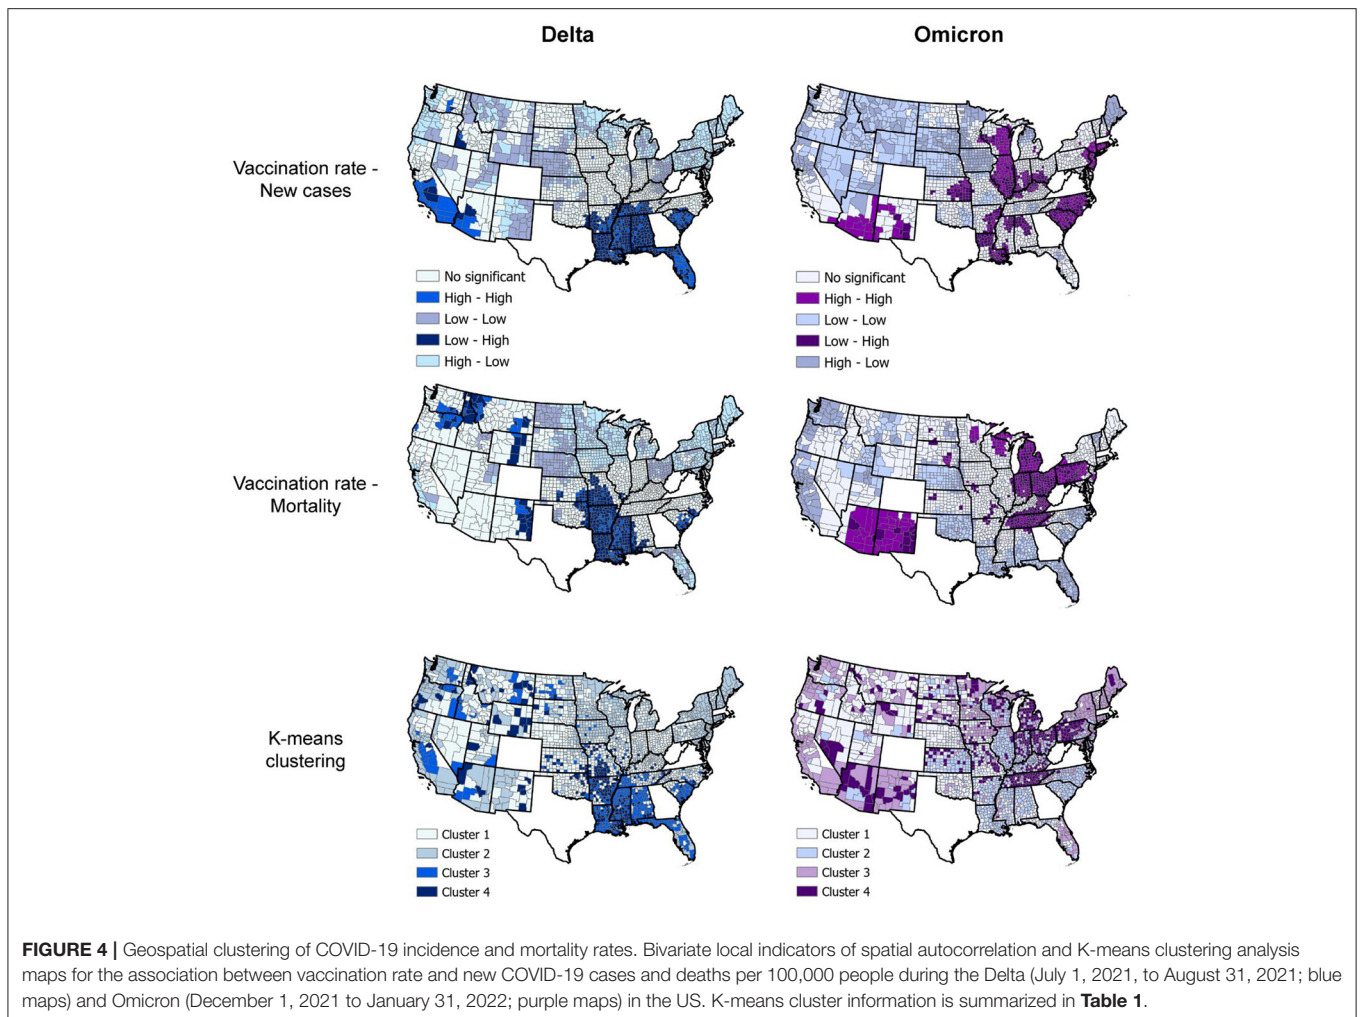 Delta
Omicron
Vaccination rate -
New cases
No significant
High - High
Low - Low
Low - High
High - Low
No significant
High - High
Low - Low
Low - High
High - Low
Vaccination rate -
Mortality
K-means
clustering
Cluster 1
Cluster 2
Cluster 3
Cluster 4
Cluster 1
Cluster 2
Cluster 3
Cluster 4
FIGURE 4 | Geospatial clustering of COVID-19 incidence and mortality rates. Bivariate local indicators of spatial autocorrelation and K-means clustering analysis
maps for the association between vaccination rate and new COVID-19 cases and deaths per 100,000 people during the Delta (July 1, 2021, to August 31, 2021; blue
maps) and Omicron (December 1, 2021 to January 31, 2022; purple maps) in the US. K-means cluster information is summarized in Table 1.